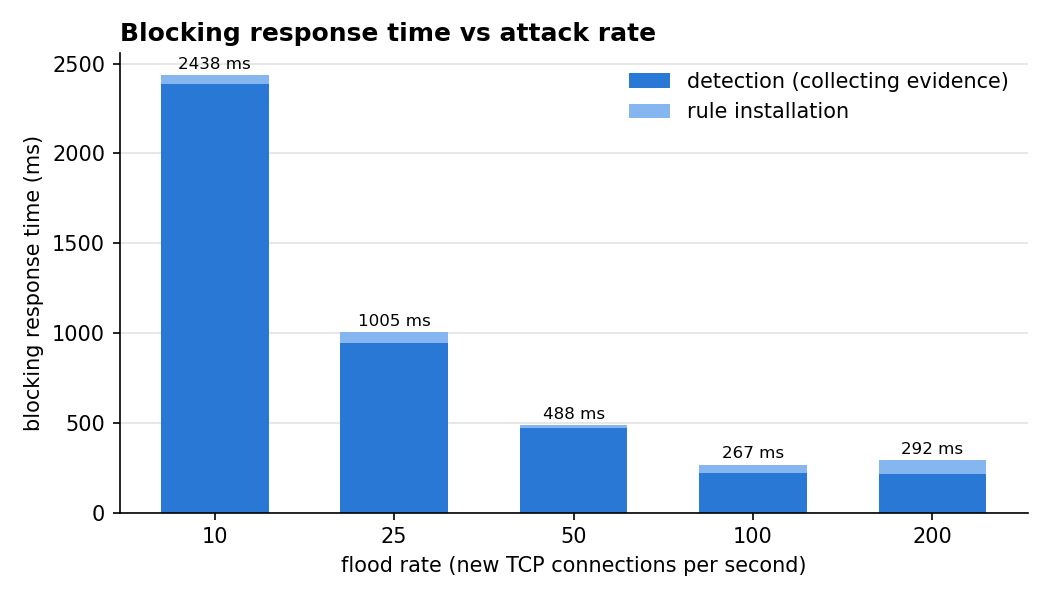 Blocking response time vs attack rate
detection (collecting evidence)
rule installation
blocking response time (ms)
2500
2000
1500
1000
500
0
2438 ms
1005 ms
488 ms
267 ms
292 ms
10
25
50
100
200
flood rate (new TCP connections per second)